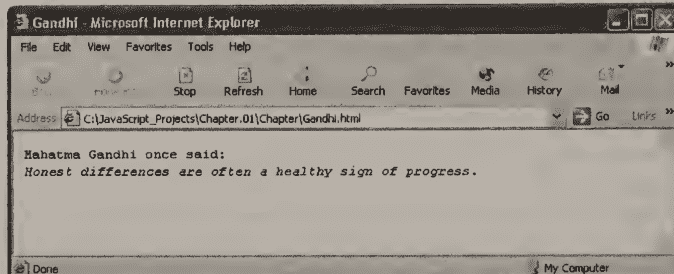 Gandhi - Microsoft Internet Explorer
File Edit View Favorites Tools Help
Stop Refresh Home Search Favorites Media History Mail »
Address C:\JavaScript_Projects\Chapter.01\Chapter\Gandhi.html Go Links »
Mahatma Gandhi once said:
Honest differences are often a healthy sign of progress.
Done My Computer